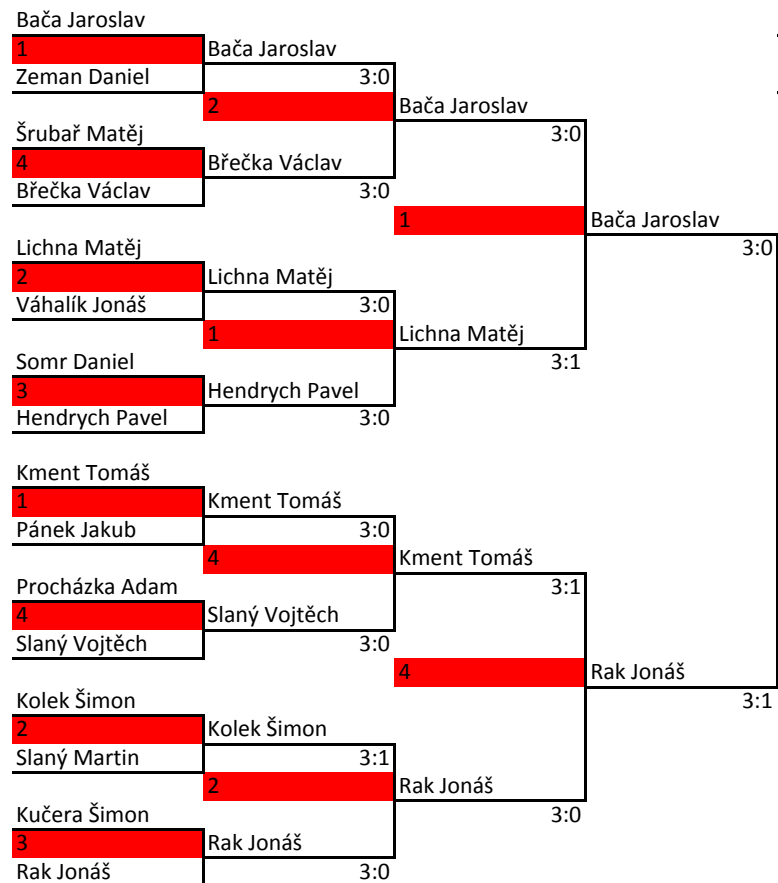 Bača Jaroslav
1 Bača Jaroslav
Zeman Daniel 3:0
2 Bača Jaroslav
Šrubař Matěj 3:0
4 Břečka Václav
Břečka Václav 3:0
1 Bača Jaroslav
Lichna Matěj 3:0
2 Lichna Matěj
Váhalík Jonáš 3:0
1 Lichna Matěj
Somr Daniel 3:1
3 Hendrych Pavel
Hendrych Pavel 3:0
Kment Tomáš
1 Kment Tomáš
Pánek Jakub 3:0
4 Kment Tomáš
Procházka Adam 3:1
4 Slaný Vojtěch
Slaný Vojtěch 3:0
4 Rak Jonáš
Kolek Šimon 3:1
2 Kolek Šimon
Slaný Martin 3:1
2 Rak Jonáš
Kučera Šimon 3:0
3 Rak Jonáš
Rak Jonáš 3:0